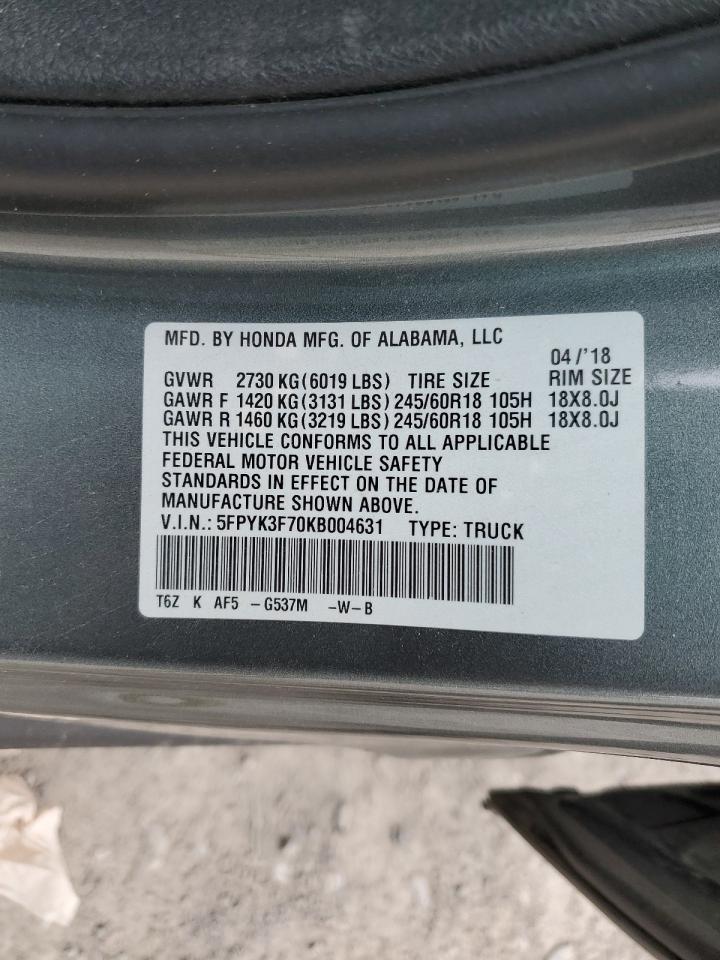 MFD. BY HONDA MFG. OF ALABAMA, LLC
04/'18
GVWR 2730 KG (6019 LBS) TIRE SIZE RIM SIZE
GAWR F 1420 KG (3131 LBS) 245/60R18 105H 18X8.0J
GAWR R 1460 KG (3219 LBS) 245/60R18 105H 18X8.0J
THIS VEHICLE CONFORMS TO ALL APPLICABLE
FEDERAL MOTOR VEHICLE SAFETY
STANDARDS IN EFFECT ON THE DATE OF
MANUFACTURE SHOWN ABOVE.
V.I.N.: 5FPYK3F70KB004631 TYPE: TRUCK
T6Z K AF5 -G537M -W-B